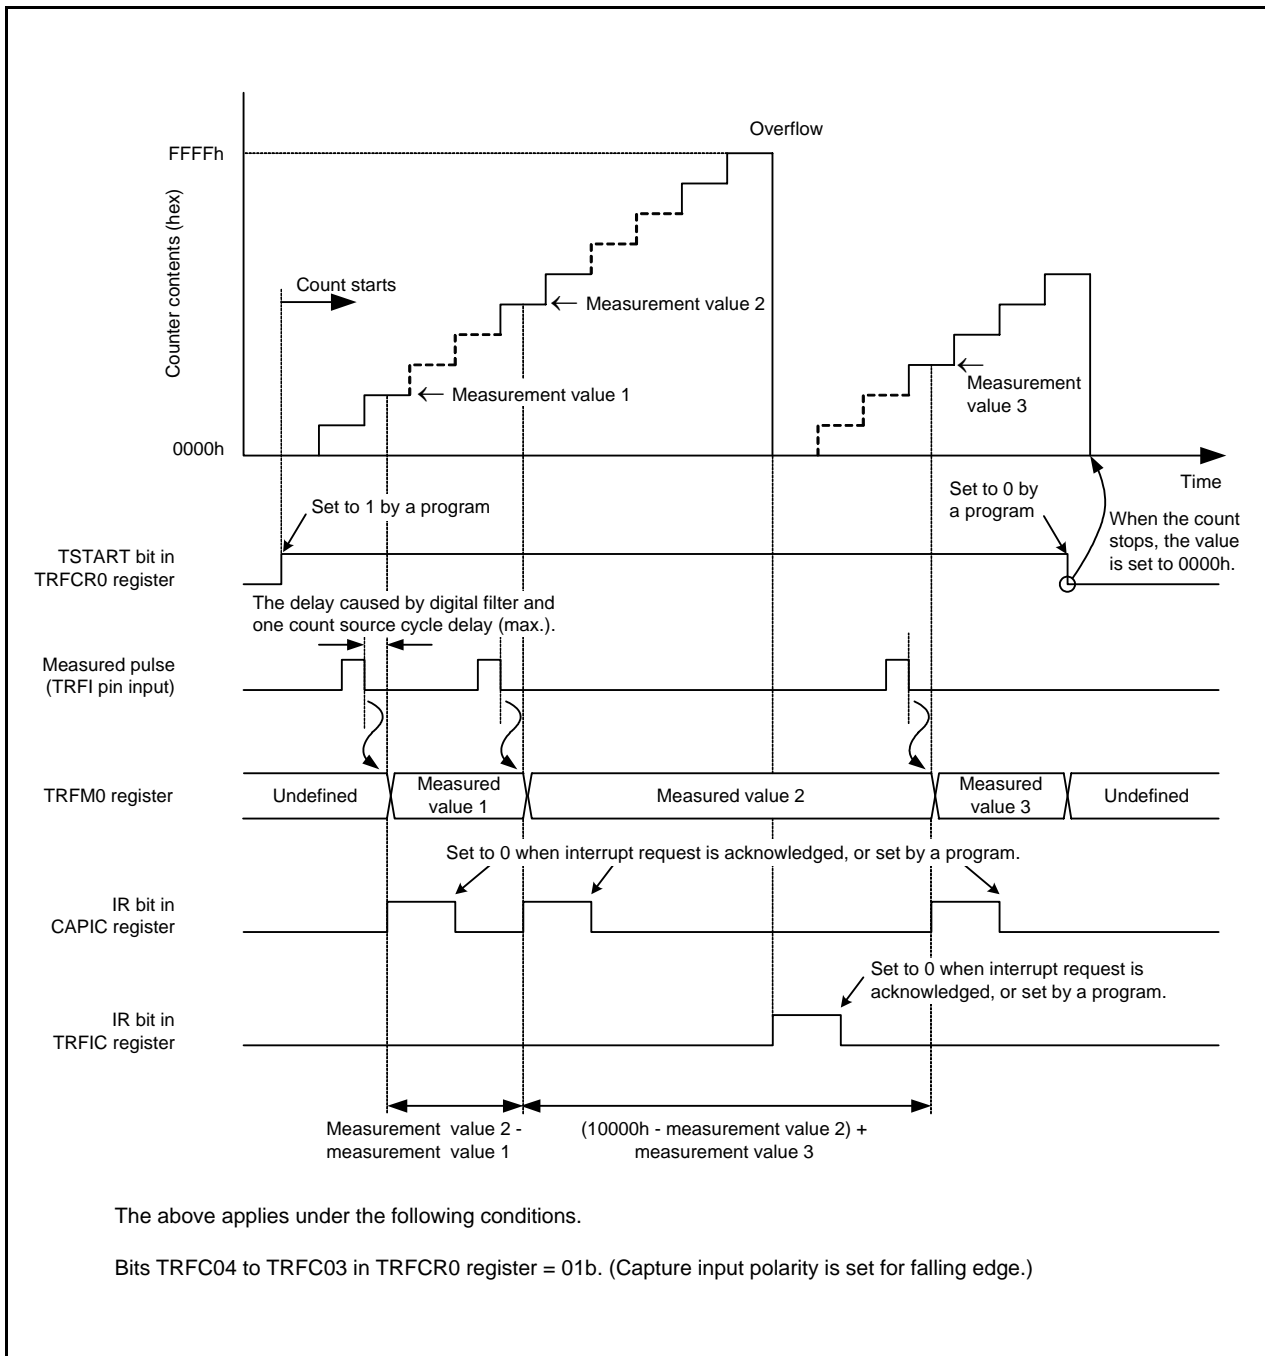 Overflow
FFFFh
Counter contents (hex)
Count starts
Measurement value 2
Measurement value 1
Measurement
value 3
0000h
Time
Set to 1 by a program
Set to 0 by
a program
When the count
stops, the value
is set to 0000h.
TSTART bit in
TRFCR0 register
The delay caused by digital filter and
one count source cycle delay (max.).
Measured pulse
(TRFI pin input)
TRFM0 register
Undefined
Measured
value 1
Measured value 2
Measured
value 3
Undefined
Set to 0 when interrupt request is acknowledged, or set by a program.
IR bit in
CAPIC register
Set to 0 when interrupt request is
acknowledged, or set by a program.
IR bit in
TRFIC register
Measurement value 2 -
measurement value 1
(10000h - measurement value 2) +
measurement value 3
The above applies under the following conditions.
Bits TRFC04 to TRFC03 in TRFCR0 register = 01b. (Capture input polarity is set for falling edge.)